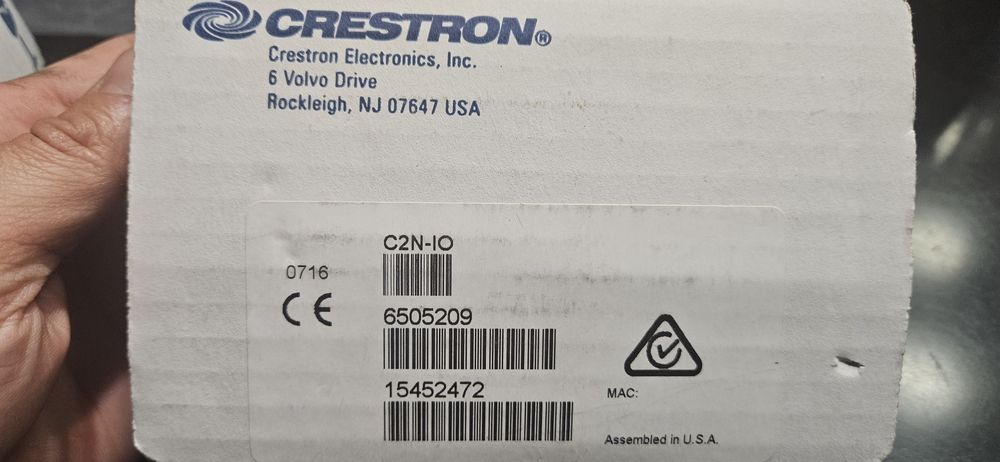 CRESTRON®
Crestron Electronics, Inc.
6 Volvo Drive
Rockleigh, NJ 07647 USA
C2N-IO
0716
CE
6505209
15452472
MAC:
Assembled in U.S.A.